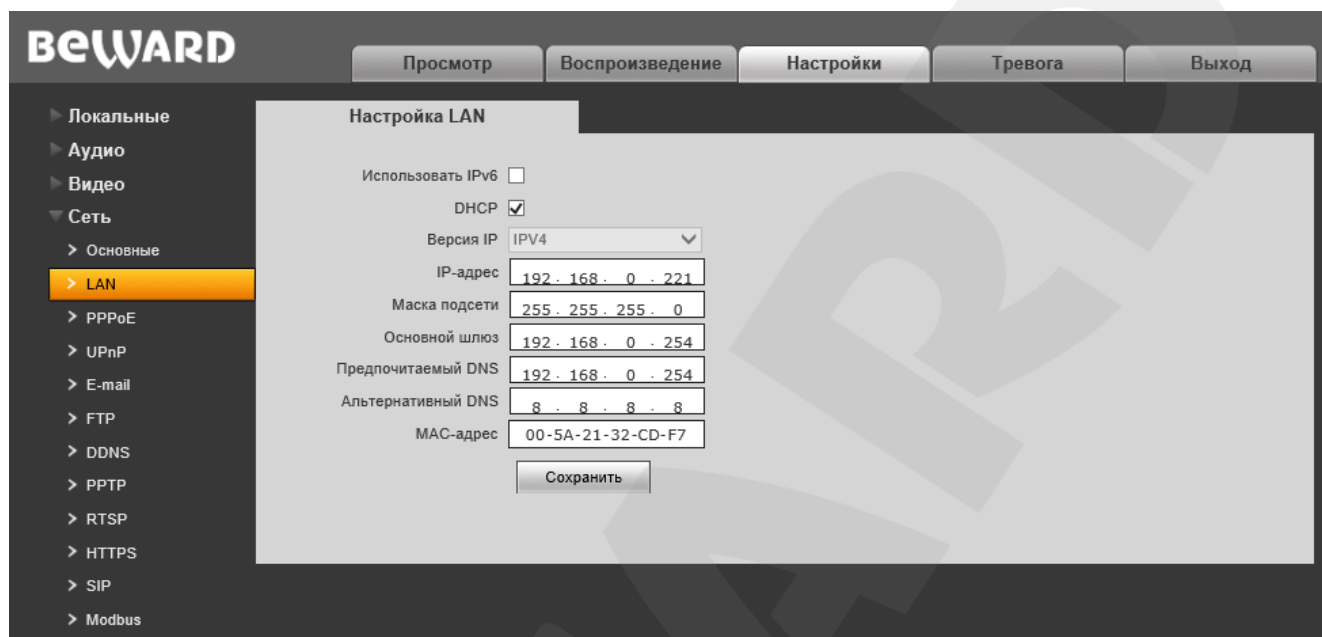 BEWARD
Просмотр Воспроизведение Настройки Тревога Выход
Локальные
Аудио
Видео
Сеть
Основные
LAN
PPPoE
UPnP
E-mail
FTP
DDNS
PPTP
RTSP
HTTPS
SIP
Modbus
Настройка LAN
Использовать IPv6
DHCP
Версия IP IPV4
IP-адрес 192 . 168 . 0 . 221
Маска подсети 255 . 255 . 255 . 0
Основной шлюз 192 . 168 . 0 . 254
Предпочитаемый DNS 192 . 168 . 0 . 254
Альтернативный DNS 8 . 8 . 8 . 8
MAC-адрес 00-5A-21-32-CD-F7
Сохранить